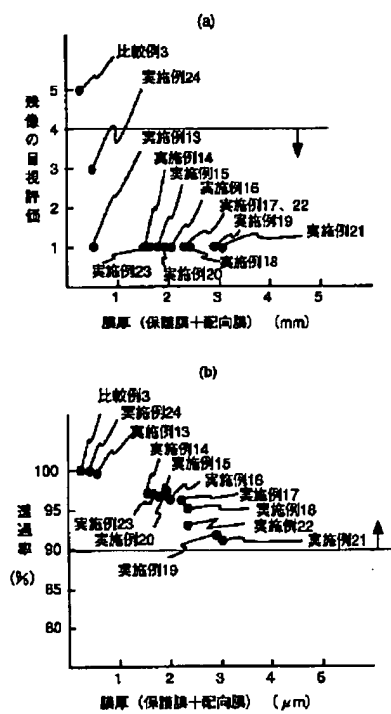 (a)
比較例3
実施例24
実施例13
実施例14
実施例15
実施例16
実施例17、22
実施例19
実施例21
実施例23
実施例20
実施例18
残像の目視評価
5
4
3
2
1
1 2 3 4 5
膜厚（保護膜＋配向膜） (mm)
(b)
比較例3
実施例24
実施例13
実施例14
実施例15
実施例16
実施例17
実施例18
実施例22
実施例21
実施例23
実施例20
実施例19
透過率
(%)
100
95
90
85
80
1 2 3 4 5 6
膜厚（保護膜＋配向膜） (μm)